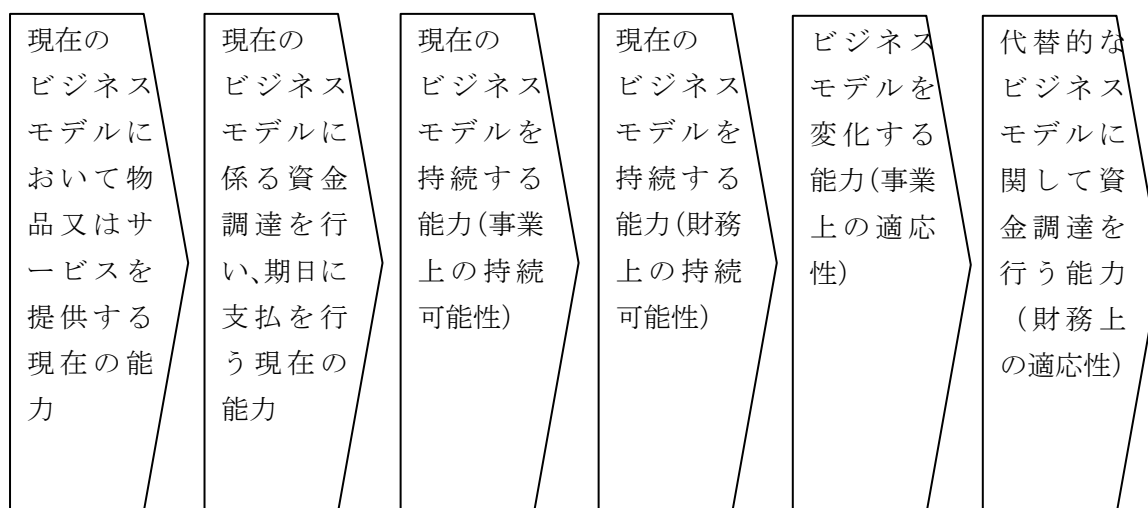 現在の
ビジネス
モデルに
おいて物
品又はサ
ービスを
提供する
現在の能
力
現在の
ビジネス
モデルに
係る資金
調達を行
い、期日に
支払を行
う現在の
能力
現在の
ビジネス
モデルを
持続する
能力(事業
上の持続
可能性)
現在の
ビジネス
モデルを
持続する
能力(財務
上の持続
可能性)
ビジネス
モデルを
変化する
能力(事業
上の適応
性)
代替的な
ビジネス
モデルに
関して資
金調達を
行う能力
(財務上
の適応性)